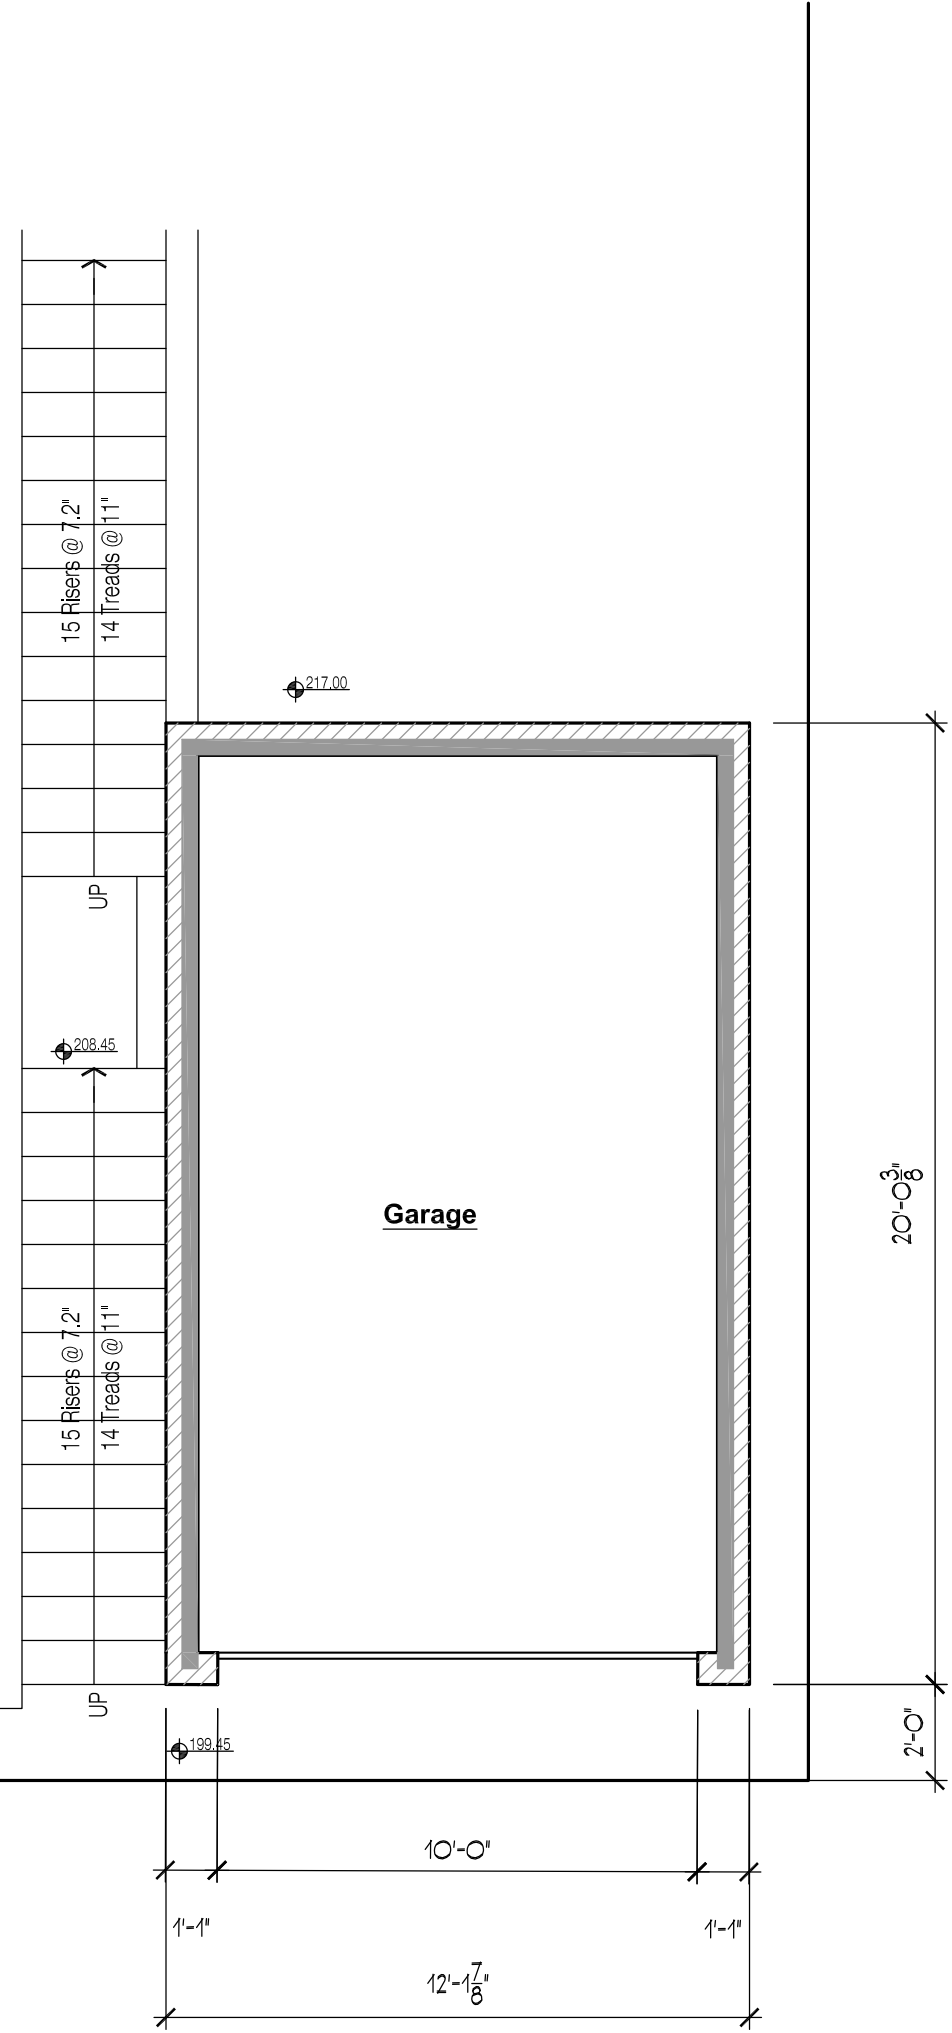 15 Risers @ 7.2"
14 Treads @ 11"
217.00
UP
208.45
20'-0 3/8"
Garage
15 Risers @ 7.2"
14 Treads @ 11"
UP
2'-0"
199.45
10'-0"
1'-1"
1'-1"
12'-1 7/8"